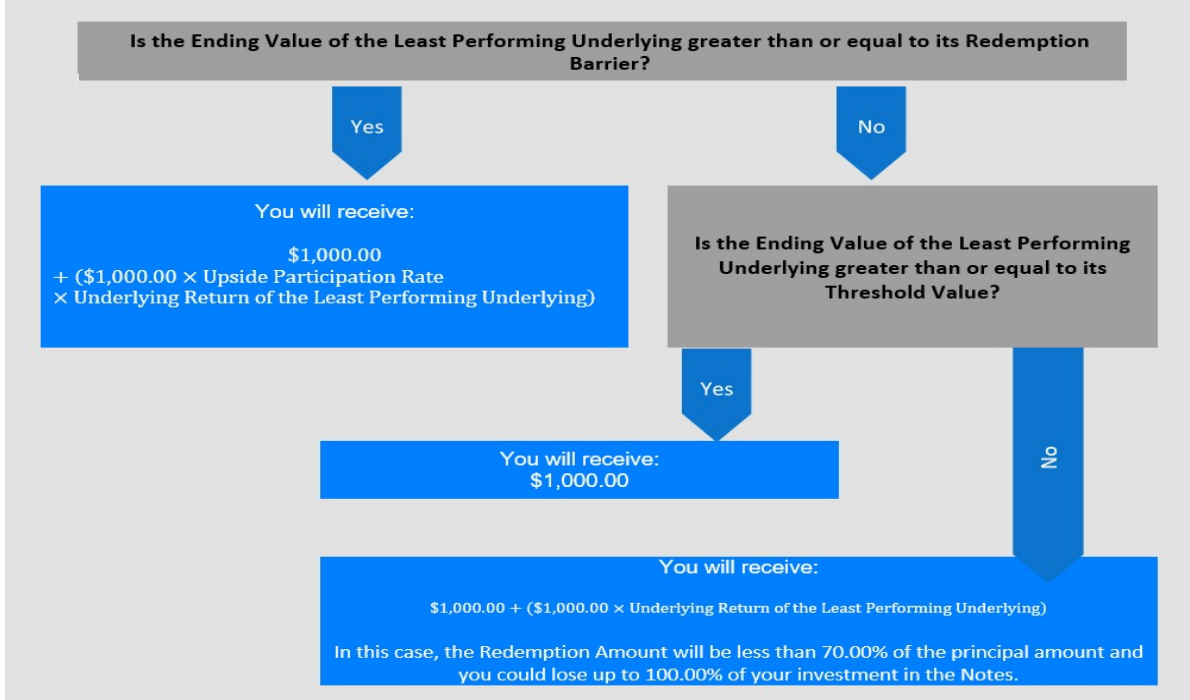 Is the Ending Value of the Least Performing Underlying greater than or equal to its Redemption
Barrier?
Yes
No
You will receive:
$1,000.00
+ ($1,000.00 × Upside Participation Rate
× Underlying Return of the Least Performing Underlying)
Is the Ending Value of the Least Performing
Underlying greater than or equal to its
Threshold Value?
Yes
No
You will receive:
$1,000.00
You will receive:
$1,000.00 + ($1,000.00 × Underlying Return of the Least Performing Underlying)
In this case, the Redemption Amount will be less than 70.00% of the principal amount and
you could lose up to 100.00% of your investment in the Notes.